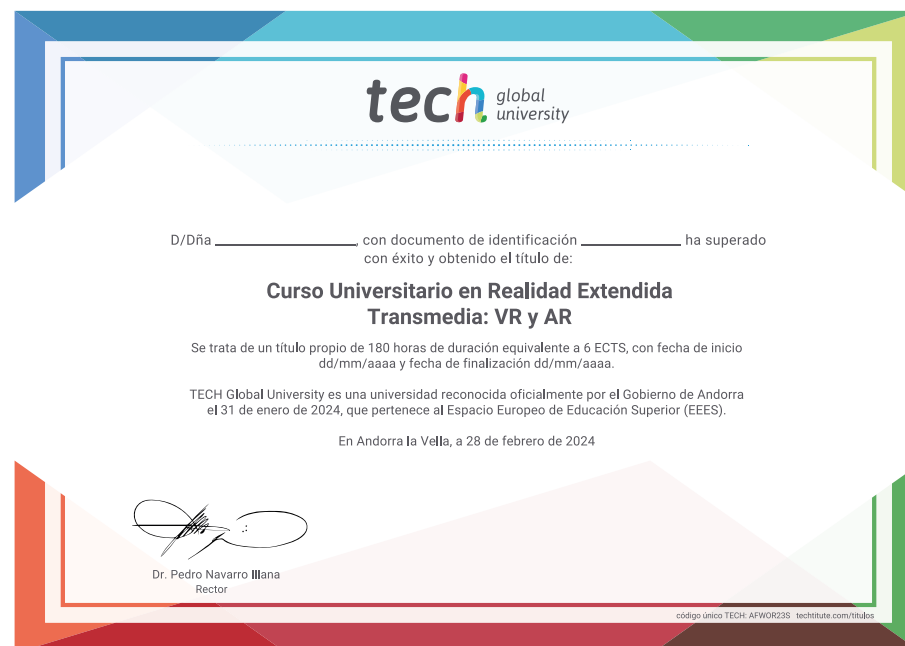 tech global
university
D/Dña ______________, con documento de identificación __________ ha superado
con éxito y obtenido el título de:
Curso Universitario en Realidad Extendida
Transmedia: VR y AR
Se trata de un título propio de 180 horas de duración equivalente a 6 ECTS, con fecha de inicio
dd/mm/aaaa y fecha de finalización dd/mm/aaaa.
TECH Global University es una universidad reconocida oficialmente por el Gobierno de Andorra
el 31 de enero de 2024, que pertenece al Espacio Europeo de Educación Superior (EEES).
En Andorra la Vella, a 28 de febrero de 2024
Dr. Pedro Navarro Illana
Rector
código único TECH: AFWOR23S techtitute.com/titulos